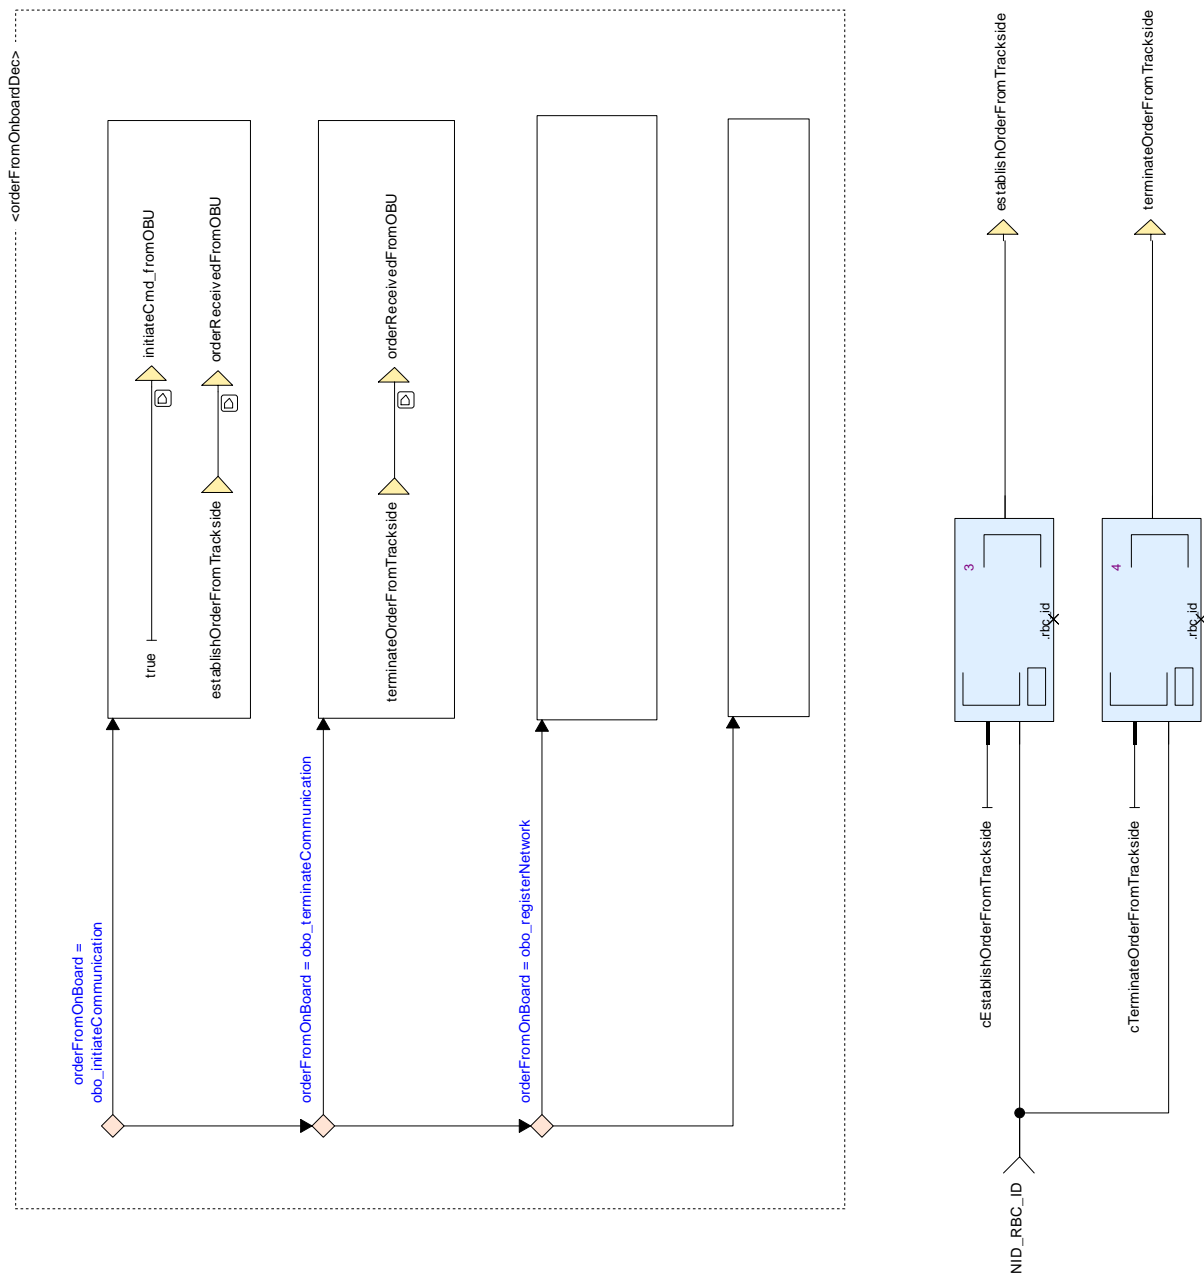 <orderFromOnboardDec>
orderFromOnBoard =
obo_initiateCommunication
true
initiateCmd_fromOBU
establishOrderFromTrackside
orderReceivedFromOBU
orderFromOnBoard = obo_terminateCommunication
terminateOrderFromTrackside
orderReceivedFromOBU
orderFromOnBoard = obo_registerNetwork
NID_RBC_ID
cEstablishOrderFromTrackside
3
.rbc_id
establishOrderFromTrackside
cTerminateOrderFromTrackside
4
.rbc_id
terminateOrderFromTrackside